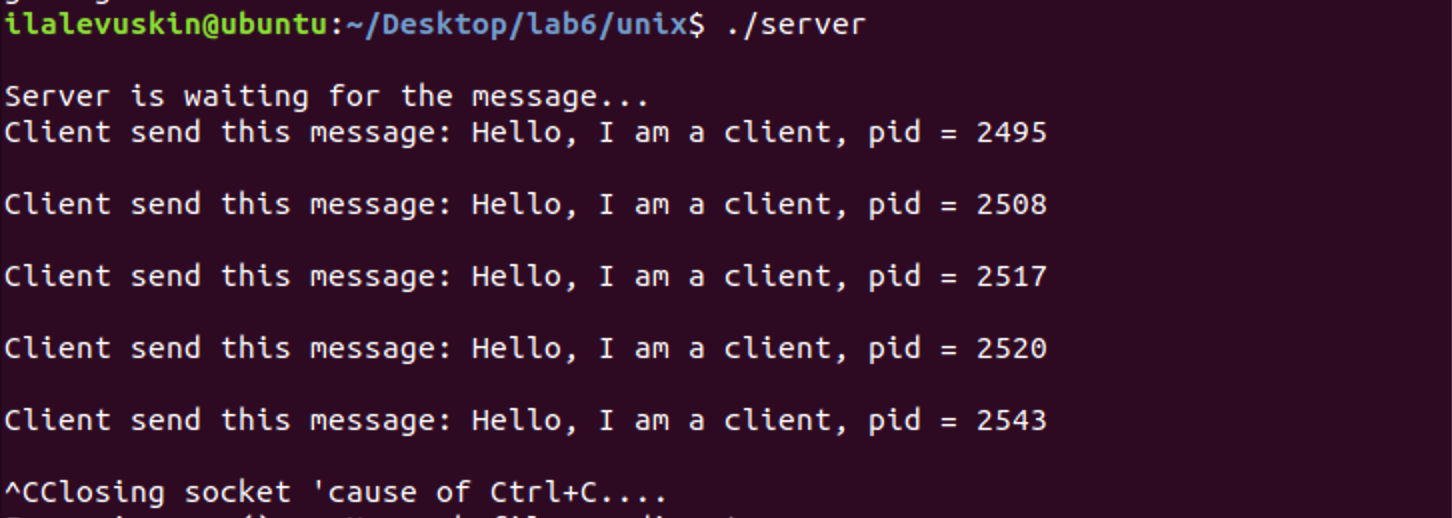 ilalevuskin@ubuntu:~/Desktop/lab6/unix$ ./server
Server is waiting for the message...
Client send this message: Hello, I am a client, pid = 2495
Client send this message: Hello, I am a client, pid = 2508
Client send this message: Hello, I am a client, pid = 2517
Client send this message: Hello, I am a client, pid = 2520
Client send this message: Hello, I am a client, pid = 2543
^CClosing socket 'cause of Ctrl+C....